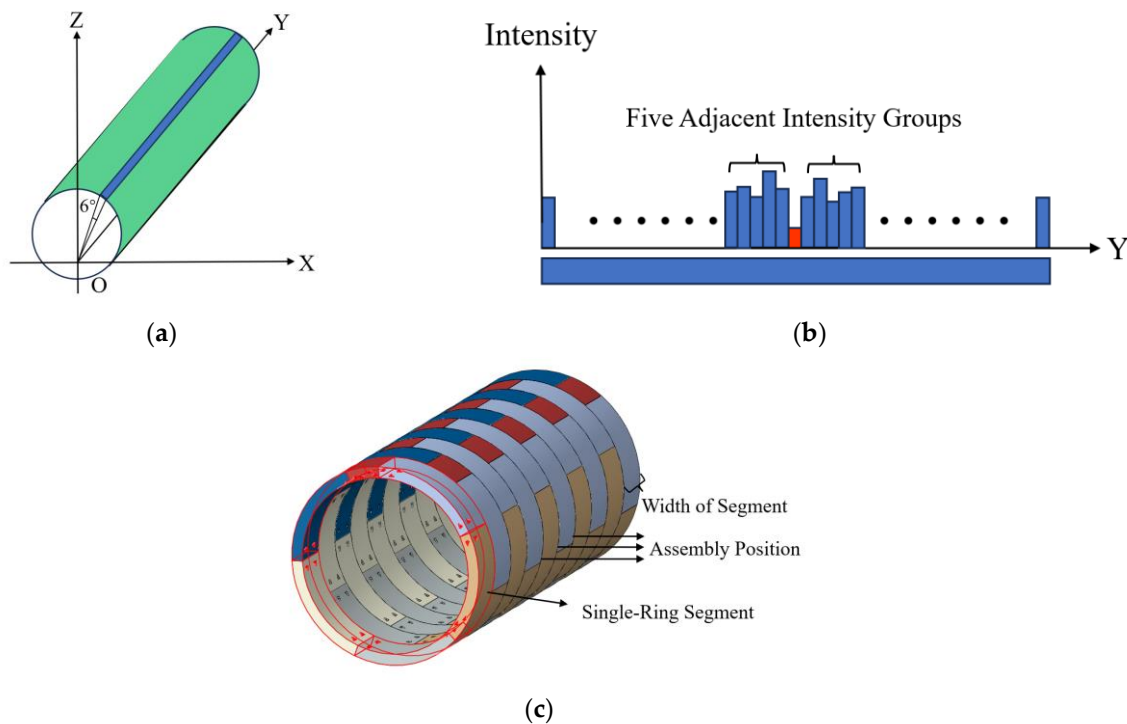 Z
Y
6°
X
O
(a)
Intensity
Five Adjacent Intensity Groups
Y
(b)
Width of Segment
Assembly Position
Single-Ring Segment
(c)